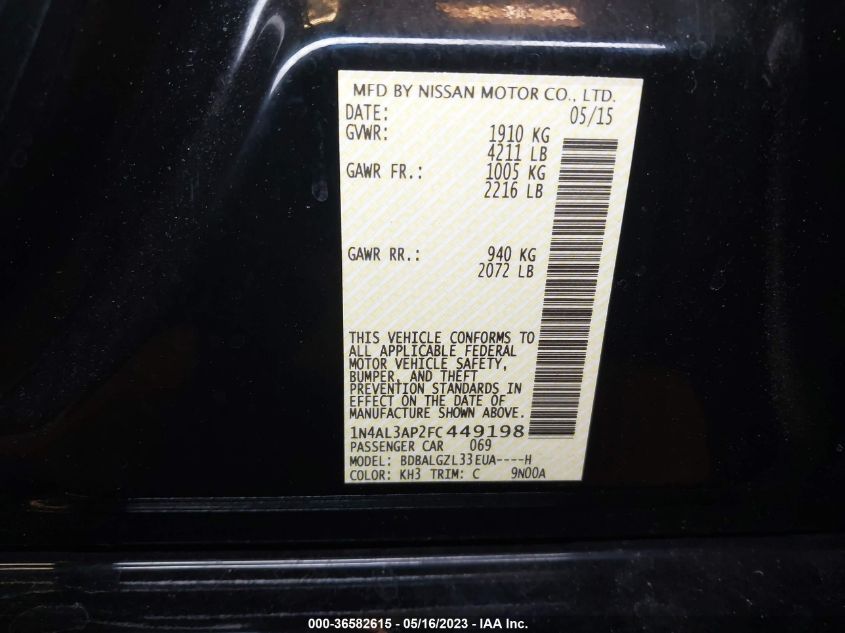 MFD BY NISSAN MOTOR CO., LTD.
DATE: 05/15
GVWR: 1910 KG
4211 LB
GAWR FR.: 1005 KG
2216 LB
GAWR RR.: 940 KG
2072 LB
THIS VEHICLE CONFORMS TO
ALL APPLICABLE FEDERAL
MOTOR VEHICLE SAFETY,
BUMPER, AND THEFT
PREVENTION STANDARDS IN
EFFECT ON THE DATE OF
MANUFACTURE SHOWN ABOVE.
1N4AL3AP2FC449198
PASSENGER CAR 069
MODEL: BDBALGZL33EUA----H
COLOR: KH3 TRIM: C 9N00A
000-36582615 - 05/16/2023 - IAA Inc.